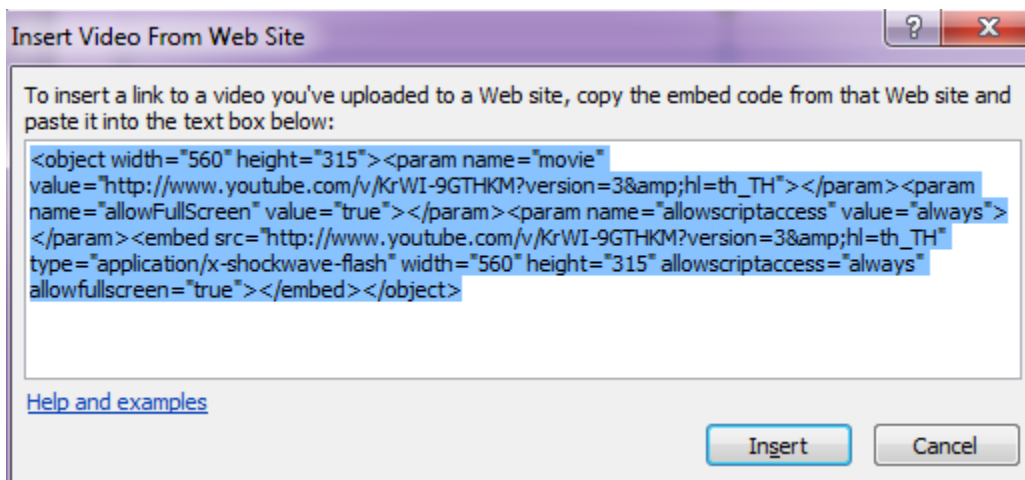 Insert Video From Web Site
?
To insert a link to a video you've uploaded to a Web site, copy the embed code from that Web site and
paste it into the text box below:
<object width="560" height="315"><param name="movie"
value="http://www.youtube.com/v/KrWI-9GTHKM?version=3&amp;hl=th_TH"></param><param
name="allowFullScreen" value="true"></param><param name="allowscriptaccess" value="always">
</param><embed src="http://www.youtube.com/v/KrWI-9GTHKM?version=3&amp;hl=th_TH"
type="application/x-shockwave-flash" width="560" height="315" allowscriptaccess="always"
allowfullscreen="true"></embed></object>
Help and examples
Insert Cancel